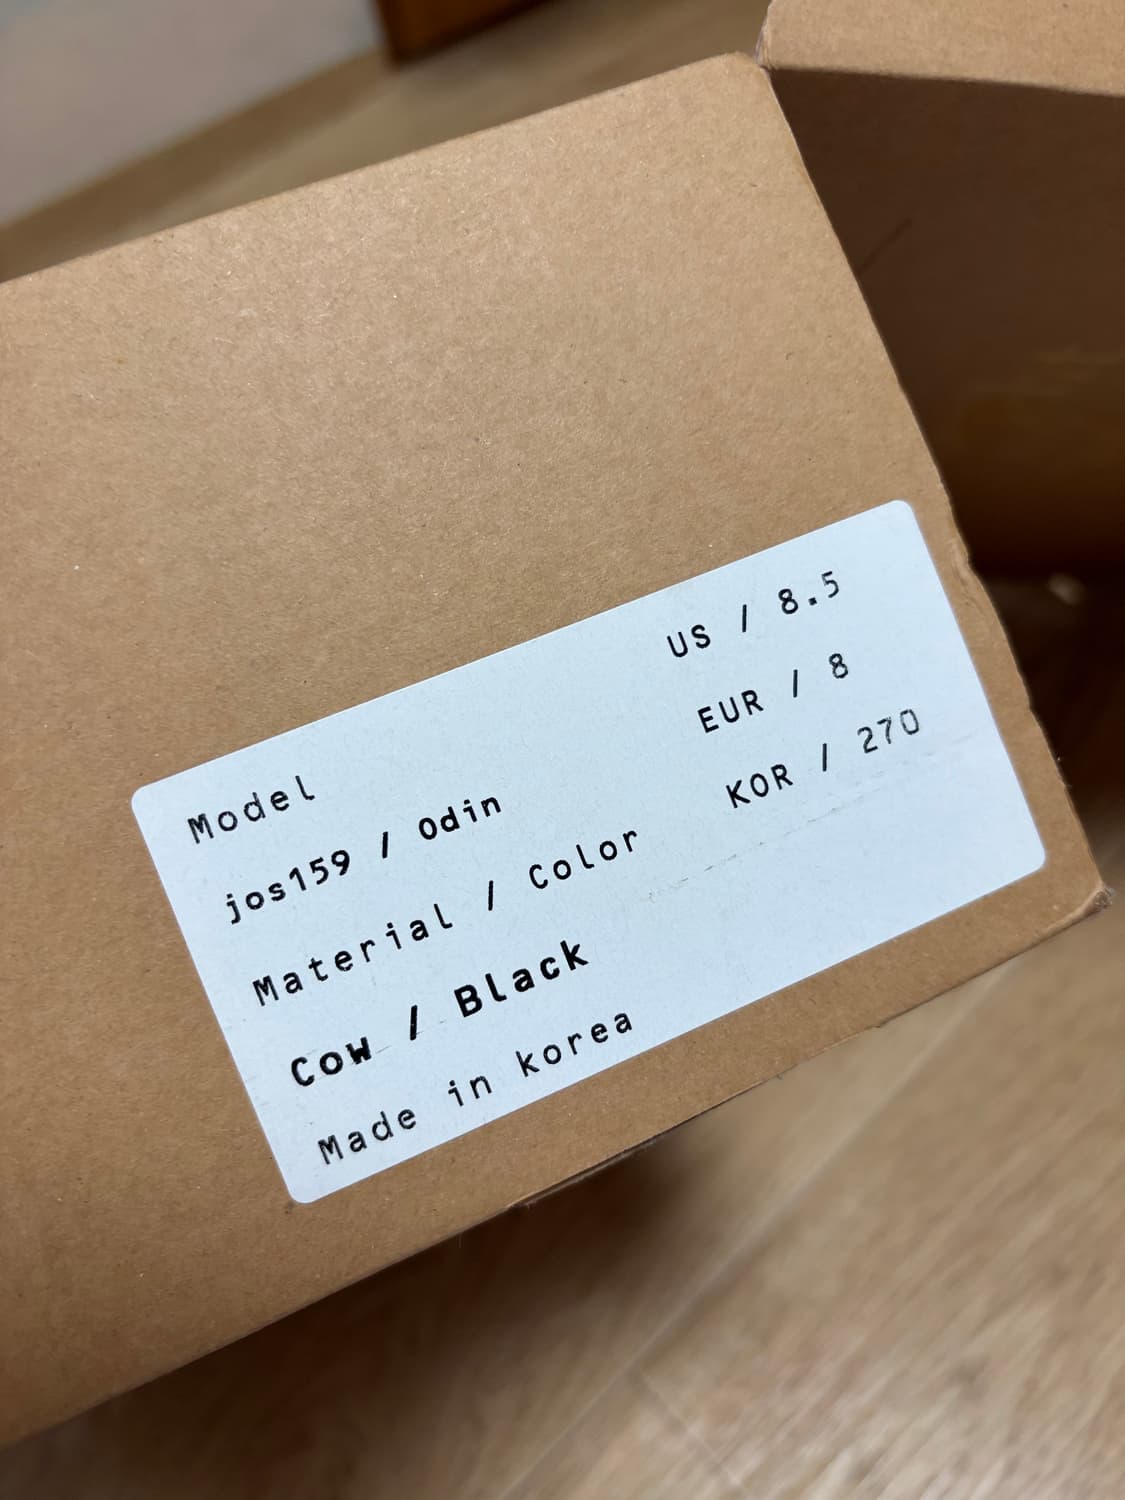 Model
jos159 / Odin
Material / Color
Cow / Black
Made in korea
US / 8.5
EUR / 8
KOR / 270